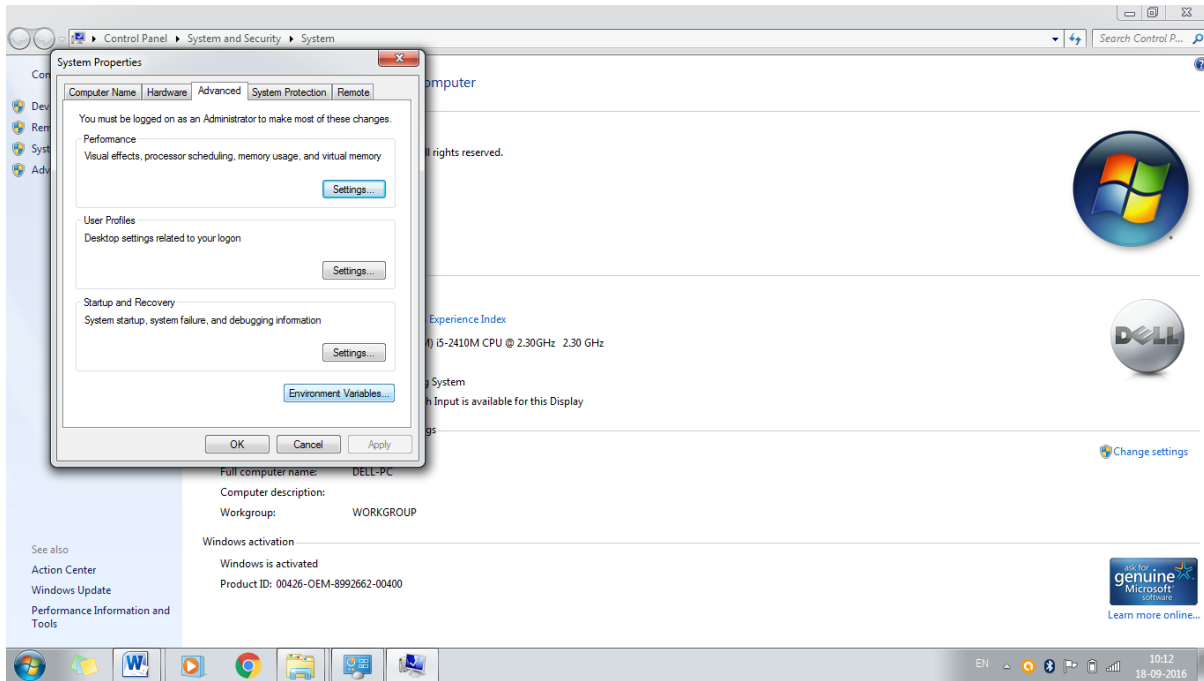 Control Panel ▸ System and Security ▸ System
Search Control P...
System Properties
Computer Name Hardware Advanced System Protection Remote
You must be logged on as an Administrator to make most of these changes.
Performance
Visual effects, processor scheduling, memory usage, and virtual memory
Settings...
User Profiles
Desktop settings related to your logon
Settings...
Startup and Recovery
System startup, system failure, and debugging information
Settings...
Environment Variables...
OK Cancel Apply
Con
Dev
Rem
Syst
Adv
omputer
ll rights reserved.
Experience Index
M) i5-2410M CPU @ 2.30GHz 2.30 GHz
g System
h Input is available for this Display
gs
DELL
Change settings
Full computer name: DELL-PC
Computer description:
Workgroup: WORKGROUP
Windows activation
Windows is activated
Product ID: 00426-OEM-8992662-00400
See also
Action Center
Windows Update
Performance Information and
Tools
ask for
genuine
Microsoft
software
Learn more online...
W
EN
10:12
18-09-2016